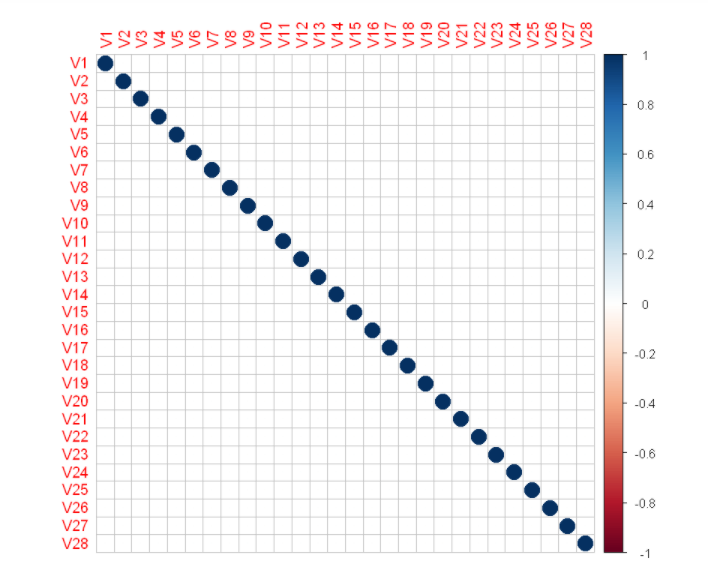 V1 V2 V3 V4 V5 V6 V7 V8 V9 V10 V11 V12 V13 V14 V15 V16 V17 V18 V19 V20 V21 V22 V23 V24 V25 V26 V27 V28
V1
V2
V3
V4
V5
V6
V7
V8
V9
V10
V11
V12
V13
V14
V15
V16
V17
V18
V19
V20
V21
V22
V23
V24
V25
V26
V27
V28
1
0.8
0.6
0.4
0.2
0
-0.2
-0.4
-0.6
-0.8
-1